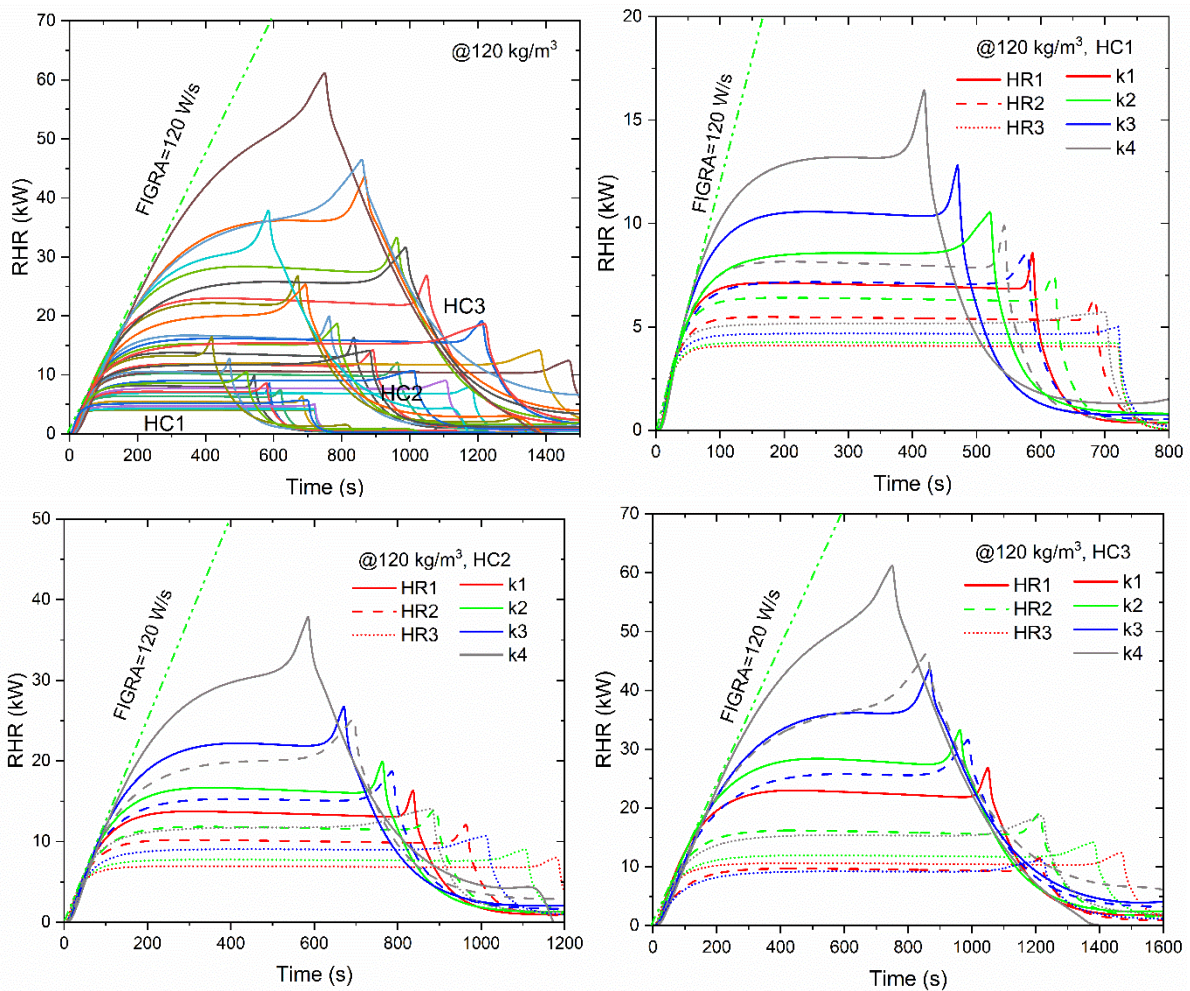 @120 kg/m³
FIGRA=120 W/s
HC3
HC2
HC1
RHR (kW)
70
60
50
40
30
20
10
0
0 200 400 600 800 1000 1200 1400
Time (s)
@120 kg/m³, HC1
HR1 k1
HR2 k2
HR3 k3
k4
FIGRA=120 W/s
RHR (kW)
20
15
10
5
0
0 100 200 300 400 500 600 700 800
Time (s)
@120 kg/m³, HC2
HR1 k1
HR2 k2
HR3 k3
k4
FIGRA=120 W/s
RHR (kW)
50
40
30
20
10
0
0 200 400 600 800 1000 1200
Time (s)
@120 kg/m³, HC3
HR1 k1
HR2 k2
HR3 k3
k4
FIGRA=120 W/s
RHR (kW)
70
60
50
40
30
20
10
0
0 200 400 600 800 1000 1200 1400 1600
Time (s)